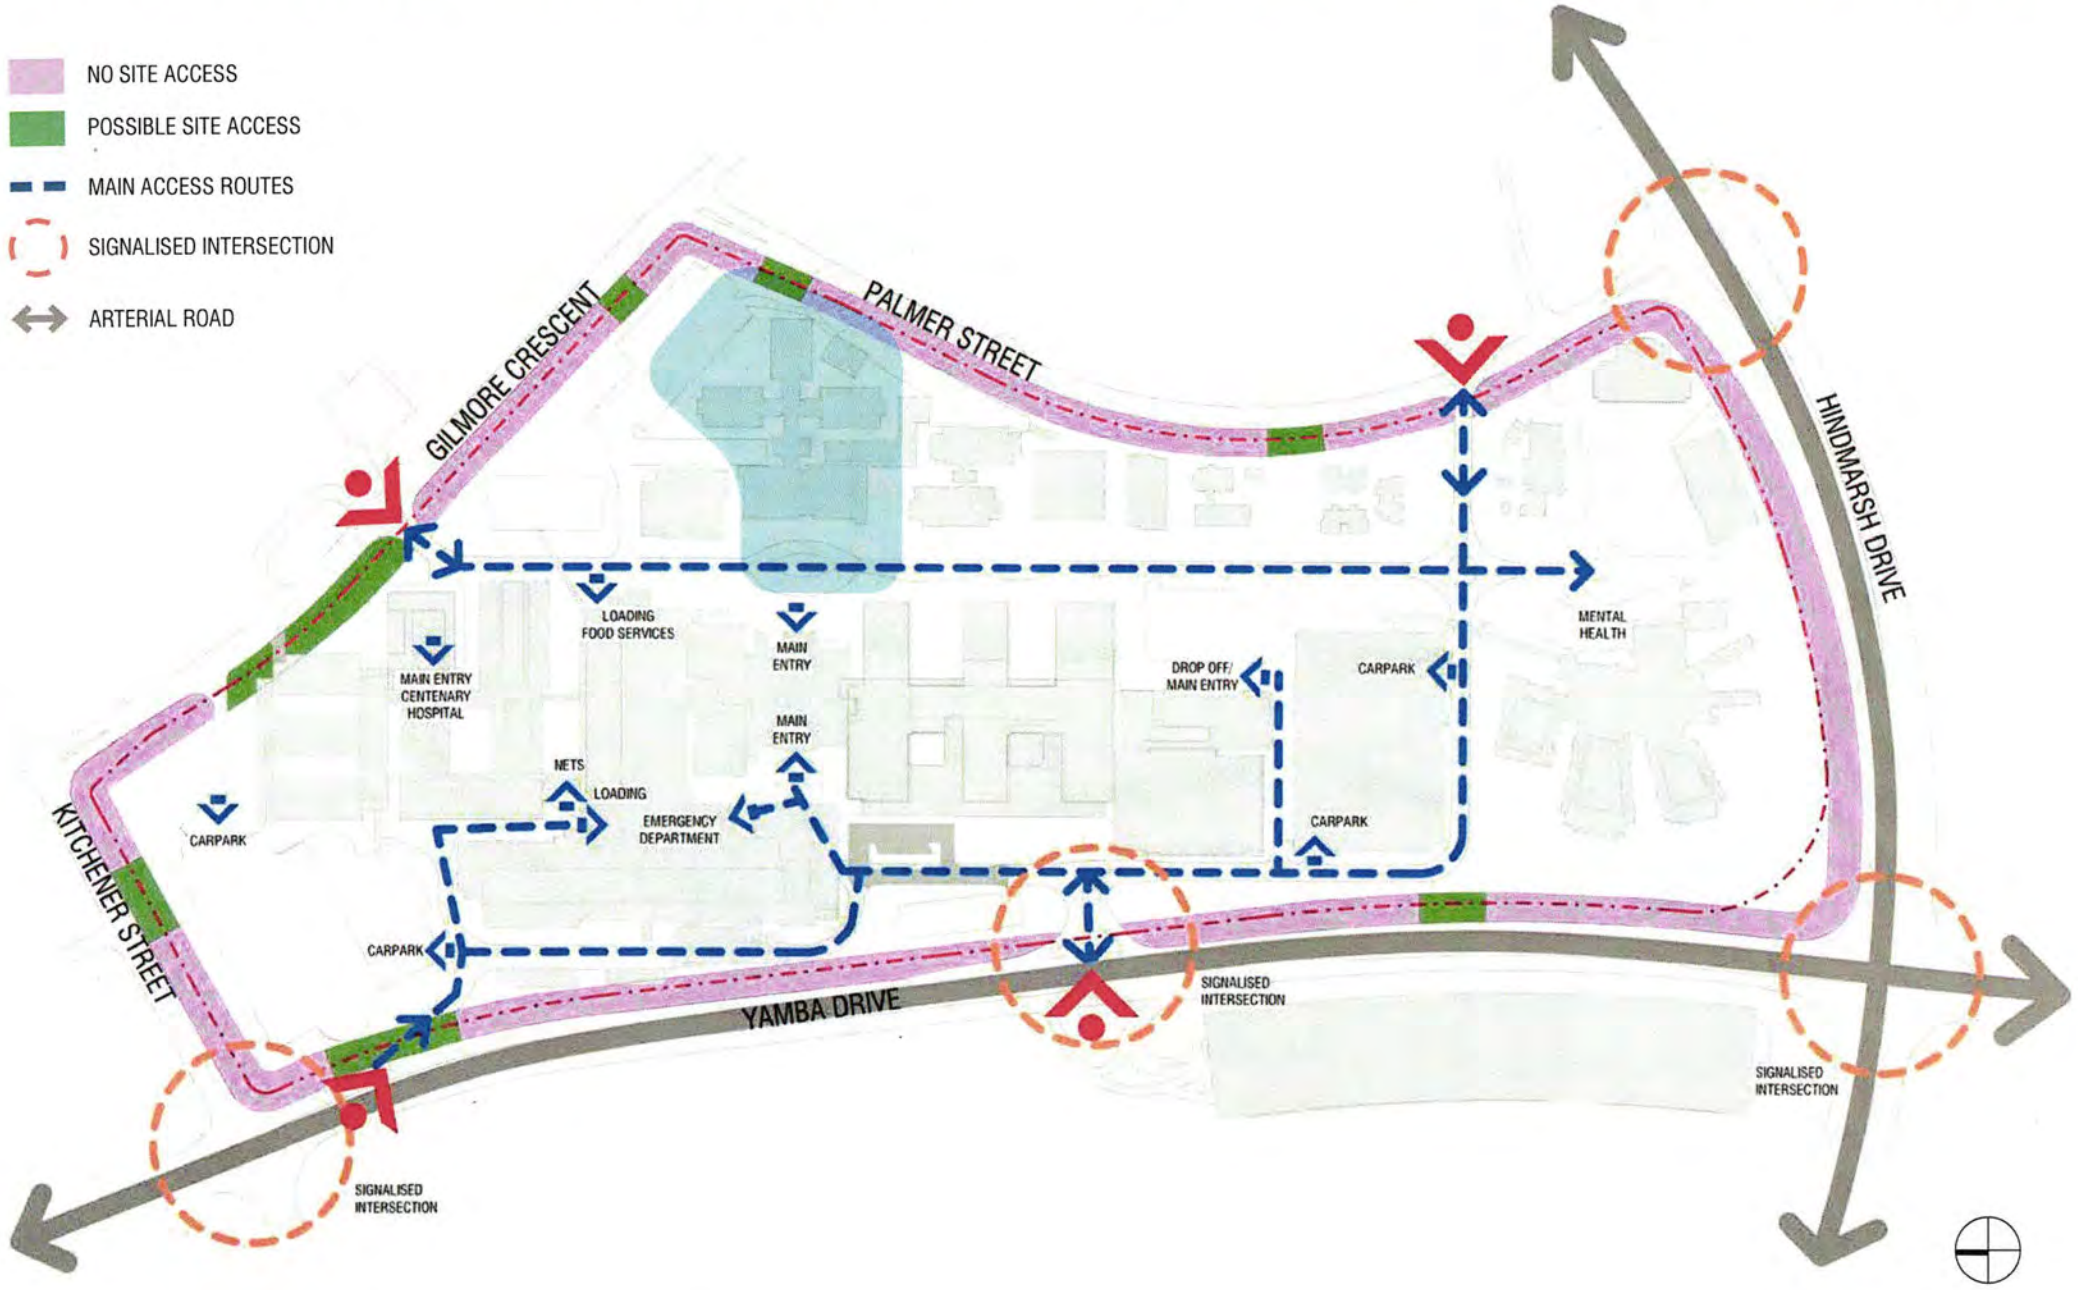 NO SITE ACCESS
POSSIBLE SITE ACCESS
MAIN ACCESS ROUTES
SIGNALISED INTERSECTION
ARTERIAL ROAD
GILMORE CRESCENT
PALMER STREET
HINDMARSH DRIVE
LOADING
FOOD SERVICES
MAIN
ENTRY
MENTAL
HEALTH
MAIN ENTRY
CENTENARY
HOSPITAL
DROP OFF/
MAIN ENTRY
CARPARK
MAIN
ENTRY
NETS
LOADING
EMERGENCY
DEPARTMENT
CARPARK
CARPARK
KITCHENER STREET
CARPARK
YAMBA DRIVE
SIGNALISED
INTERSECTION
SIGNALISED
INTERSECTION
SIGNALISED
INTERSECTION